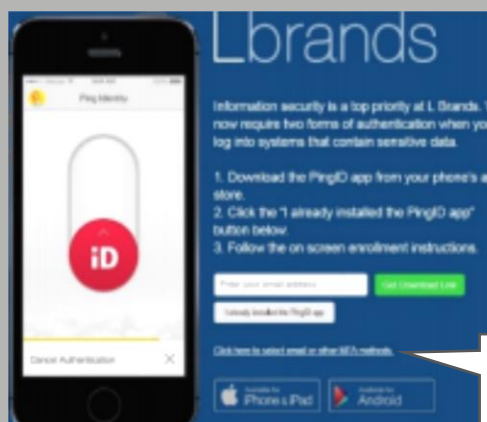 Lbrands
Ping Identity
iD
Cancel Authentication
Information security is a top priority at L Brands.
now require two forms of authentication when you
log into systems that contain sensitive data.
1. Download the PingID app from your phone's a
store.
2. Click the "I already installed the PingID app"
button below.
3. Follow the on screen enrollment instructions.
Enter your email address
Get Download Link
I already installed the PingID app
Click here to select email or other MFA methods.
Available for
iPhone & iPad
Available for
Android